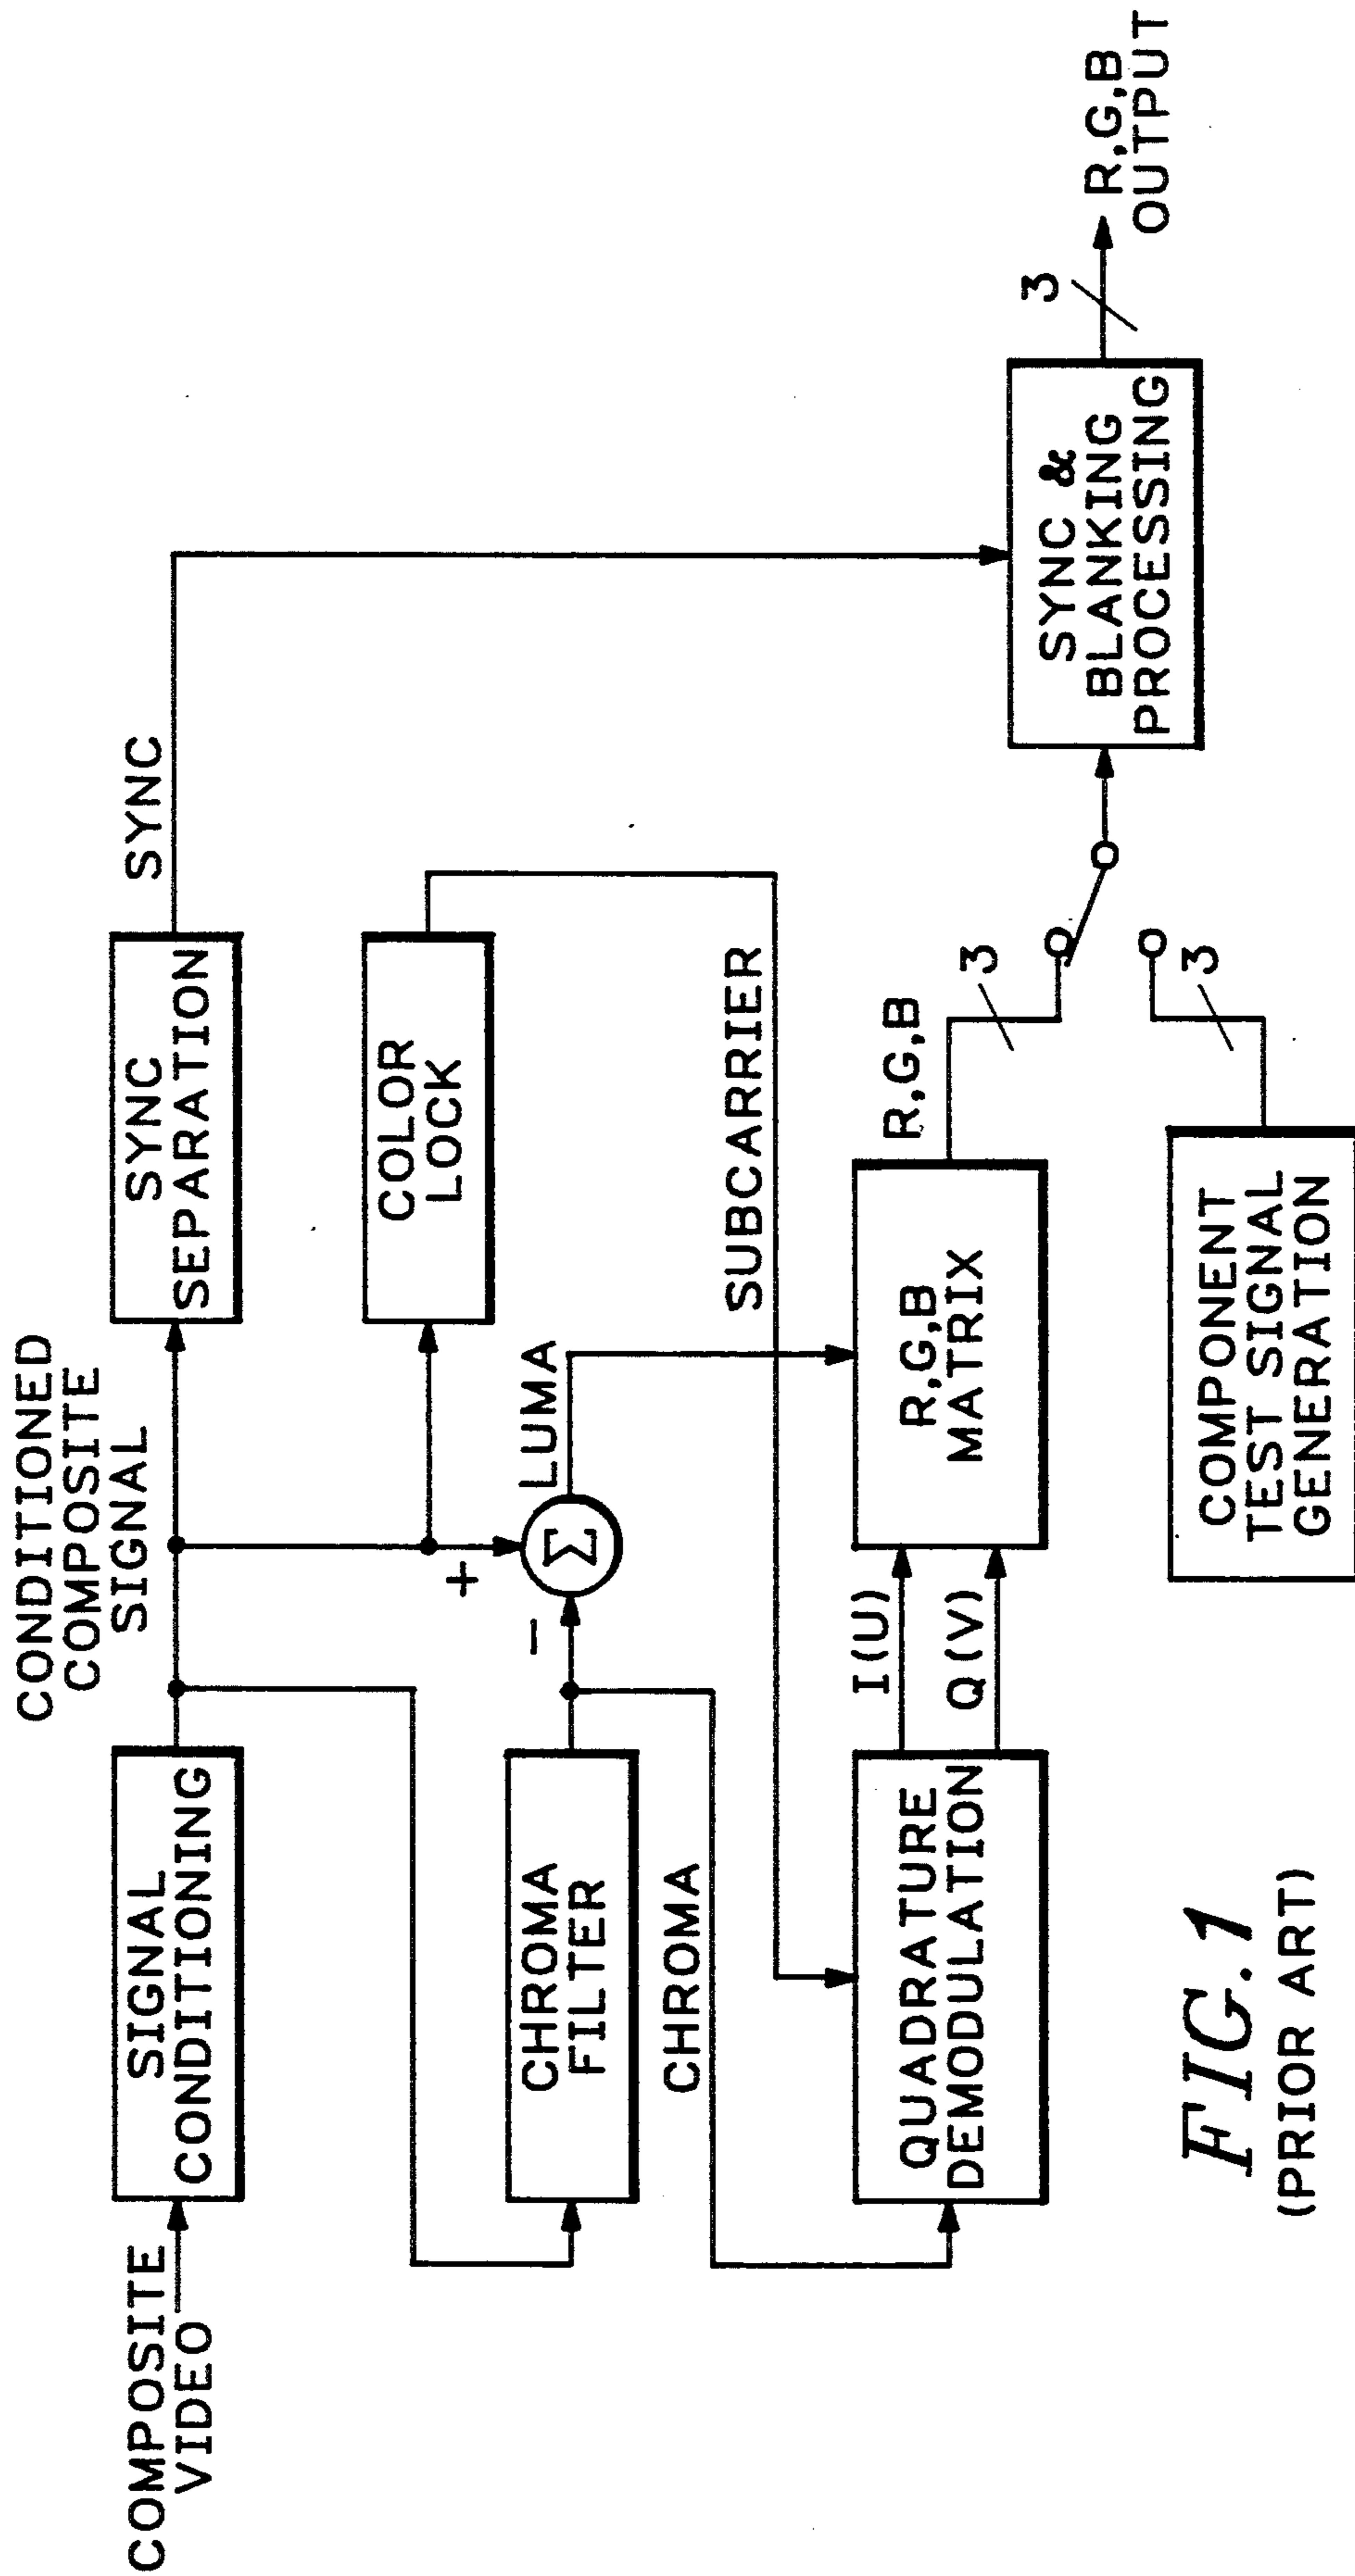 COMPOSITE
VIDEO
SIGNAL
CONDITIONING
CONDITIONED
COMPOSITE
SIGNAL
SYNC
SEPARATION
SYNC
COLOR
LOCK
CHROMA
FILTER
-
+
Σ
LUMA
CHROMA
SUBCARRIER
QUADRATURE
DEMODULATION
I(U)
Q(V)
R,G,B
MATRIX
R,G,B
3
3
COMPONENT
TEST SIGNAL
GENERATION
SYNC &
BLANKING
PROCESSING
3
R,G,B
OUTPUT
FIG.1
(PRIOR ART)